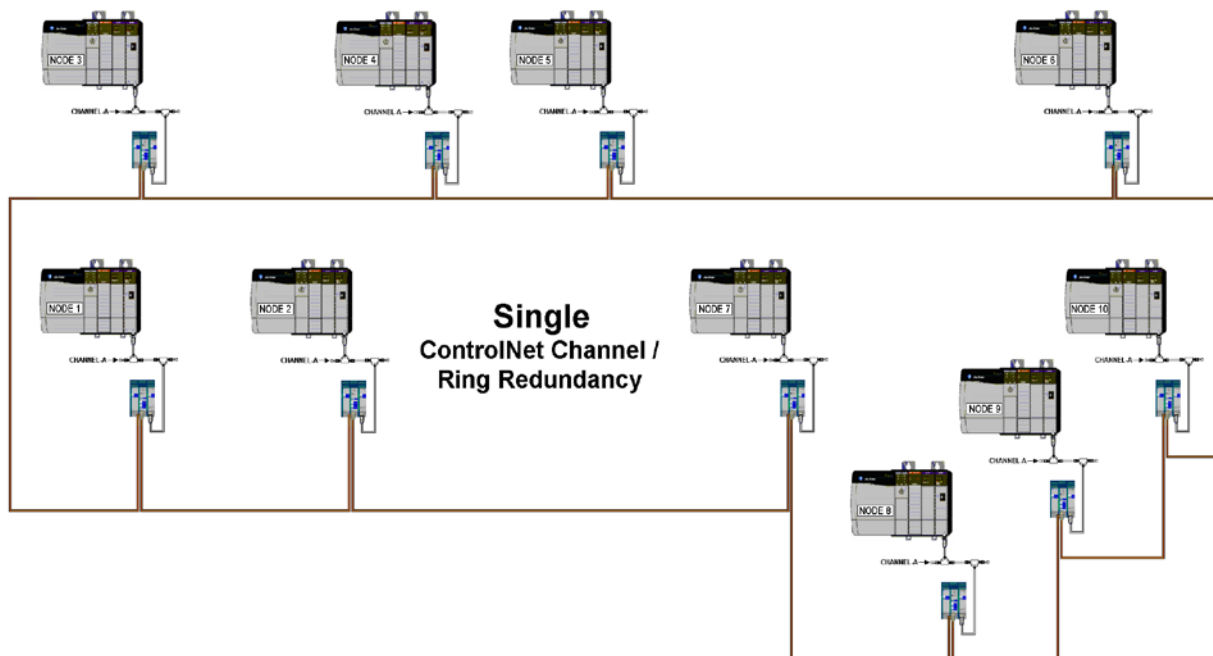 NODE 3
NODE 4
NODE 5
NODE 6
CHANNEL-A
CHANNEL-A
CHANNEL-A
CHANNEL-A
NODE 1
NODE 2
NODE 7
NODE 10
Single
ControlNet Channel /
Ring Redundancy
CHANNEL-A
CHANNEL-A
CHANNEL-A
CHANNEL-A
NODE 9
CHANNEL-A
NODE 8
CHANNEL-A